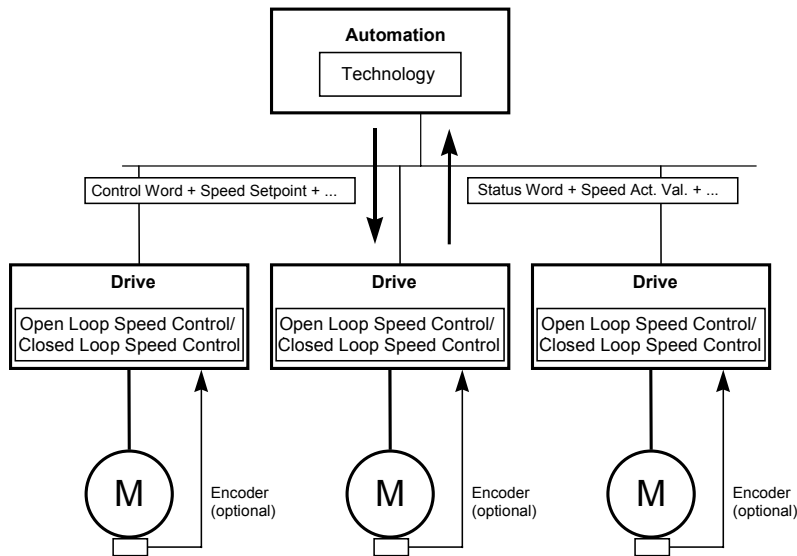 Automation
Technology
Control Word + Speed Setpoint + ...
Status Word + Speed Act. Val. + ...
Drive
Open Loop Speed Control/
Closed Loop Speed Control
Drive
Open Loop Speed Control/
Closed Loop Speed Control
Drive
Open Loop Speed Control/
Closed Loop Speed Control
M
Encoder
(optional)
M
Encoder
(optional)
M
Encoder
(optional)